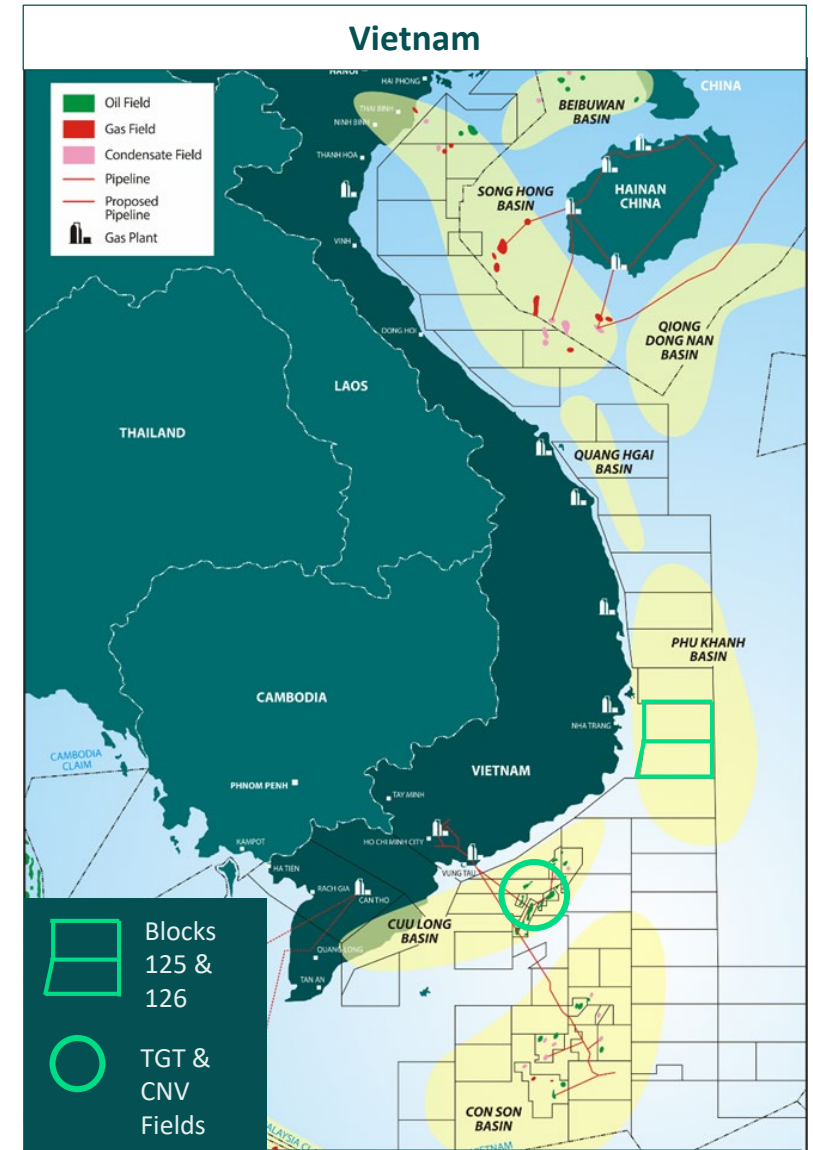 Vietnam
HANOI
HAI PHONG
CHINA
Oil Field
Gas Field
Condensate Field
Pipeline
Proposed
Pipeline
Gas Plant
THAI BINH
NINH BINH
THANH HOA
BEIBUWAN
BASIN
SONG HONG
BASIN
HAINAN
CHINA
VINH
DONG HOI
QIONG
DONG NAN
BASIN
LAOS
THAILAND
QUANG HGAI
BASIN
PHU KHANH
BASIN
CAMBODIA
NHA TRANG
CAMBODIA
CLAIM
VIETNAM
PHNOM PENH
TAY MINH
HO CHI MINH CITY
KAMPOT
HA TIEN
VUNG TAU
RACH GIA
CAN THO
CUU LONG
BASIN
QUANG LONG
TAN AN
Blocks
125 &
126
TGT &
CNV
Fields
CON SON
BASIN